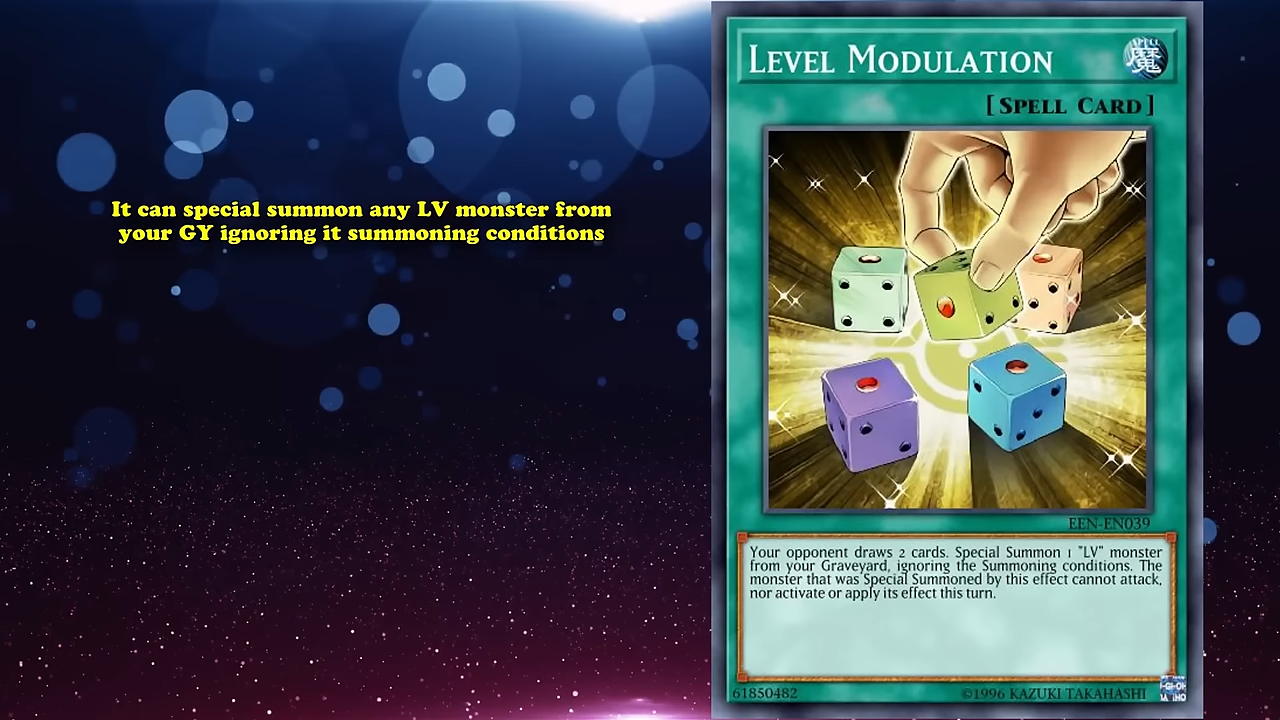 It can special summon any LV monster from
your GY ignoring it summoning conditions
LEVEL MODULATION
魔
[ SPELL CARD ]
EEN-EN039
Your opponent draws 2 cards. Special Summon 1 "LV" monster
from your Graveyard, ignoring the Summoning conditions. The
monster that was Special Summoned by this effect cannot attack,
nor activate or apply its effect this turn.
61850482
©1996 KAZUKI TAKAHASHI